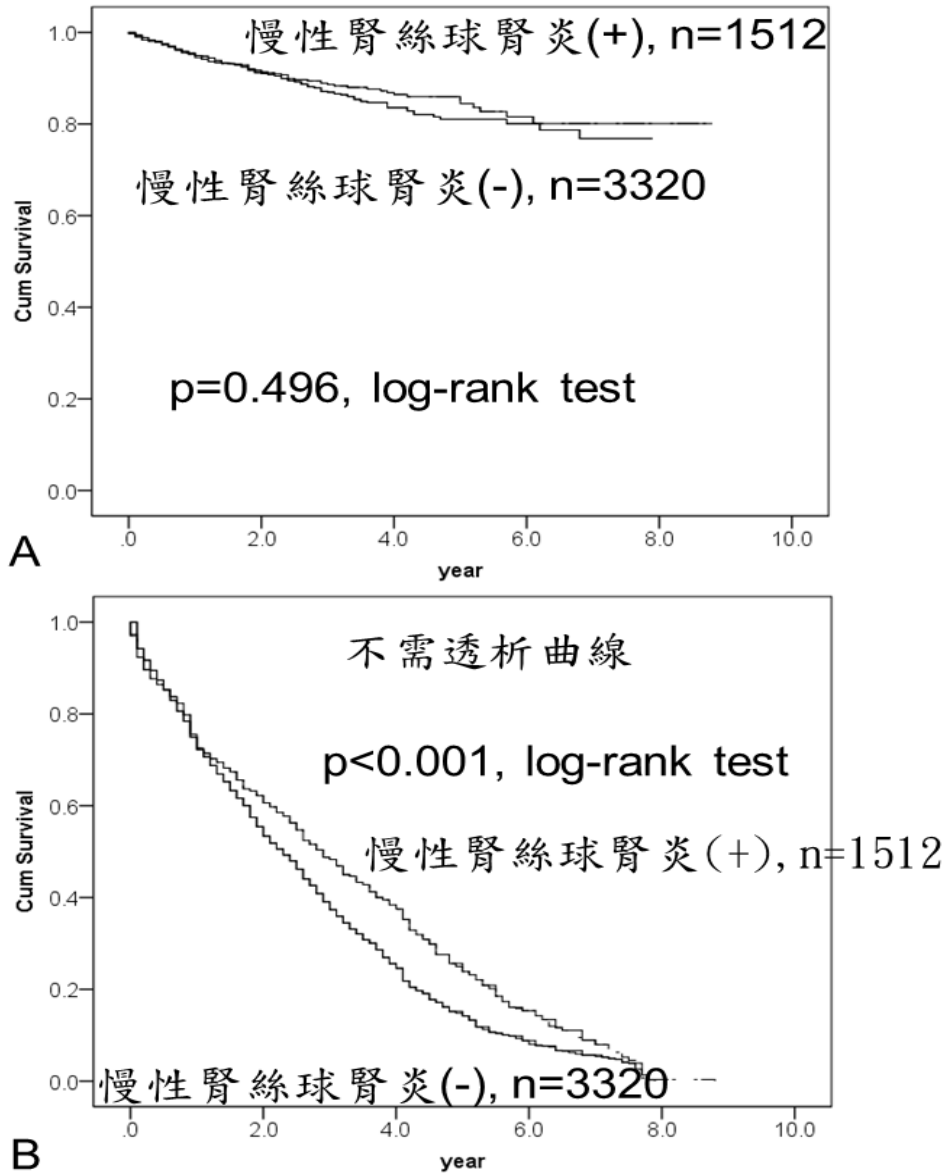 慢性腎絲球腎炎(+), n=1512
慢性腎絲球腎炎(-), n=3320
p=0.496, log-rank test
Cum Survival
1.0
0.8
0.6
0.4
0.2
0.0
.0 2.0 4.0 6.0 8.0 10.0
year
A
不需透析曲線
p<0.001, log-rank test
慢性腎絲球腎炎(+), n=1512
慢性腎絲球腎炎(-), n=3320
Cum Survival
1.0
0.8
0.6
0.4
0.2
0.0
.0 2.0 4.0 6.0 8.0 10.0
year
B